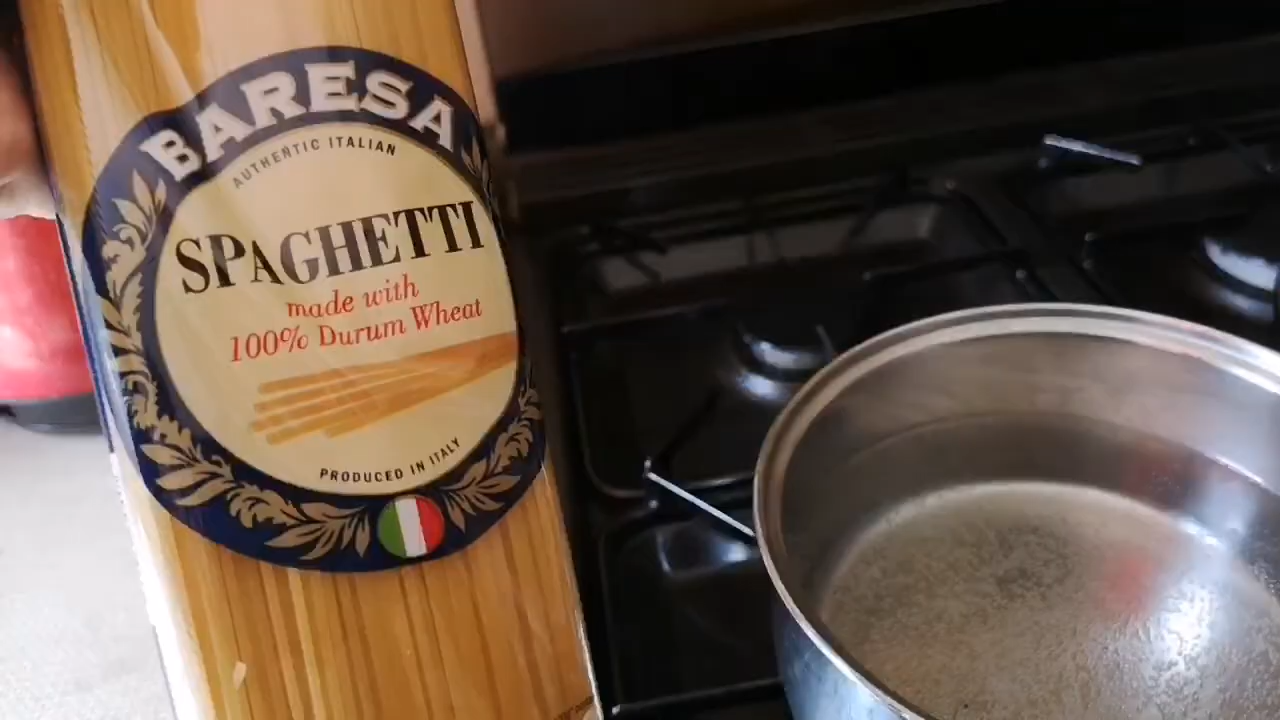 BARESA
AUTHENTIC ITALIAN
SPAGHETTI
made with
100% Durum Wheat
PRODUCED IN ITALY